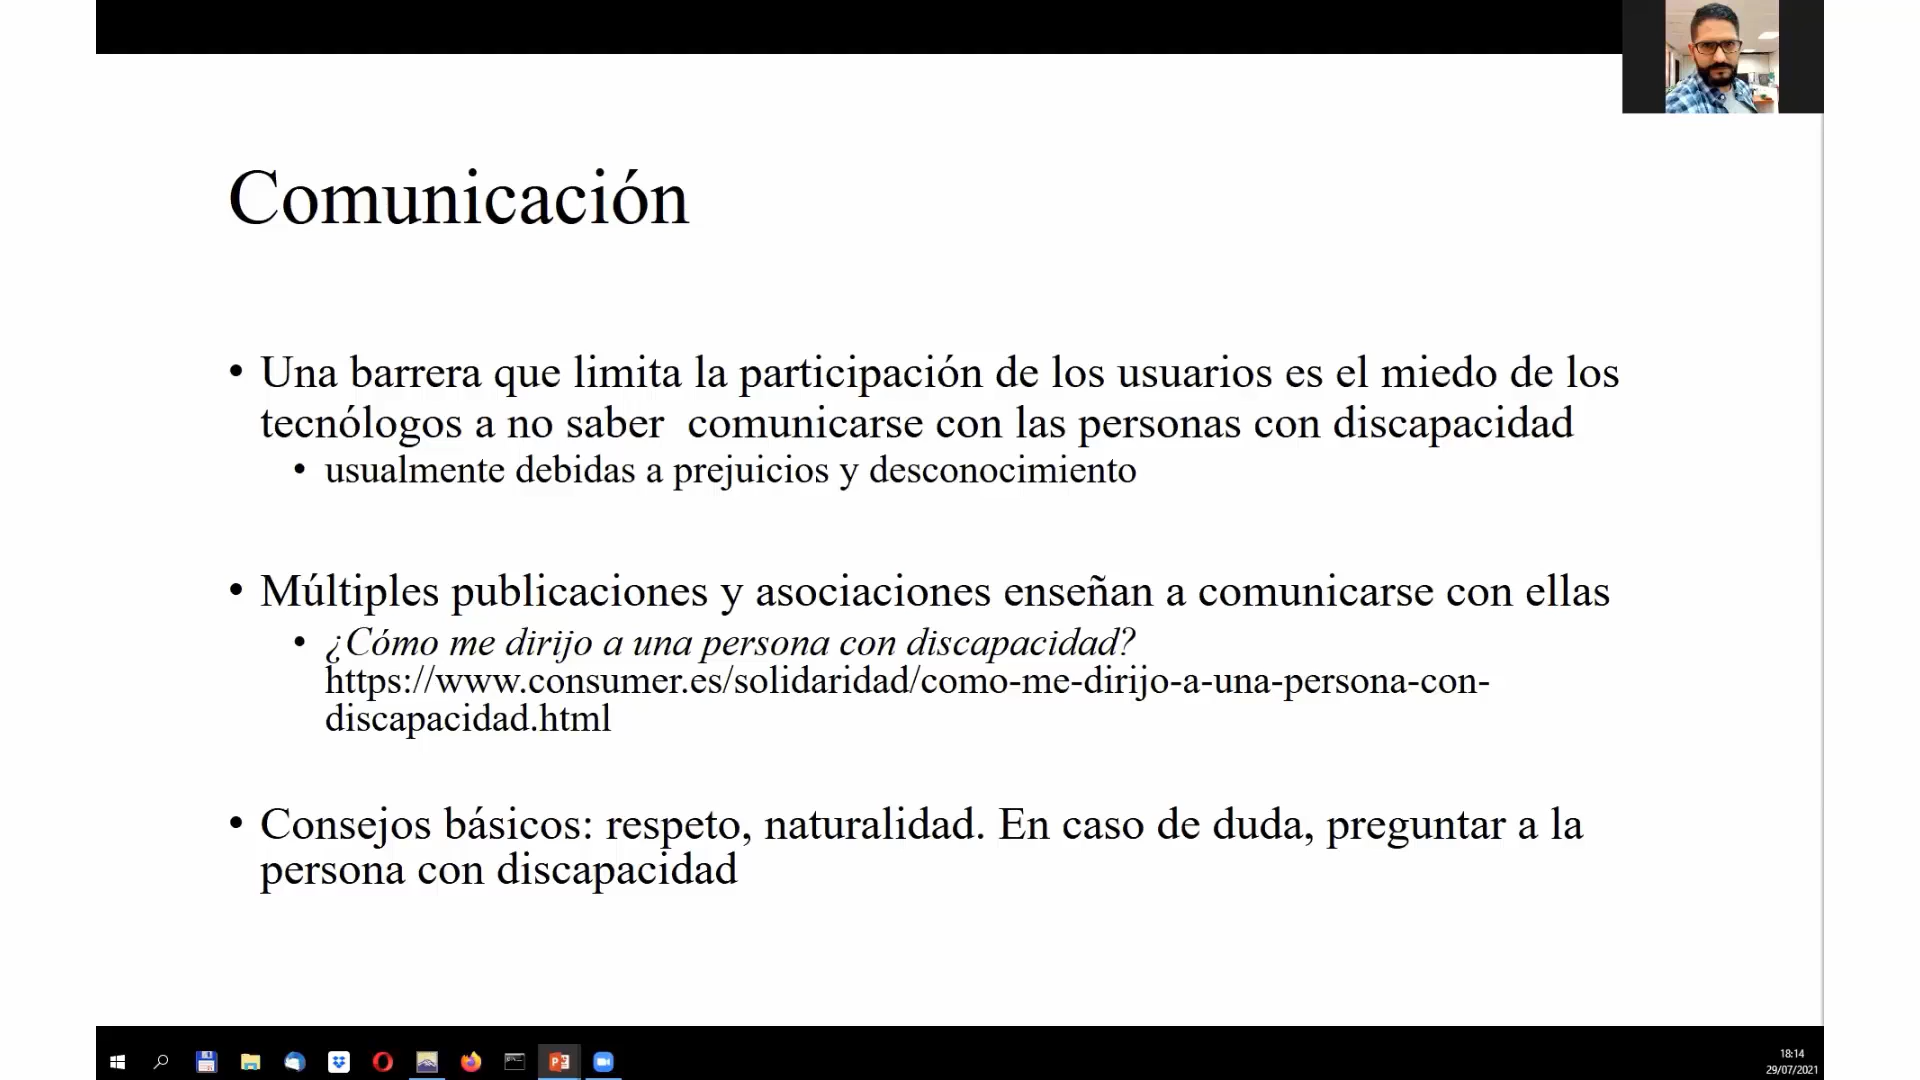 Comunicación
• Una barrera que limita la participación de los usuarios es el miedo de los
tecnólogos a no saber comunicarse con las personas con discapacidad
• usualmente debidas a prejuicios y desconocimiento
• Múltiples publicaciones y asociaciones enseñan a comunicarse con ellas
• ¿Cómo me dirijo a una persona con discapacidad?
https://www.consumer.es/solidaridad/como-me-dirijo-a-una-persona-con-
discapacidad.html
• Consejos básicos: respeto, naturalidad. En caso de duda, preguntar a la
persona con discapacidad
18:14
29/07/2021